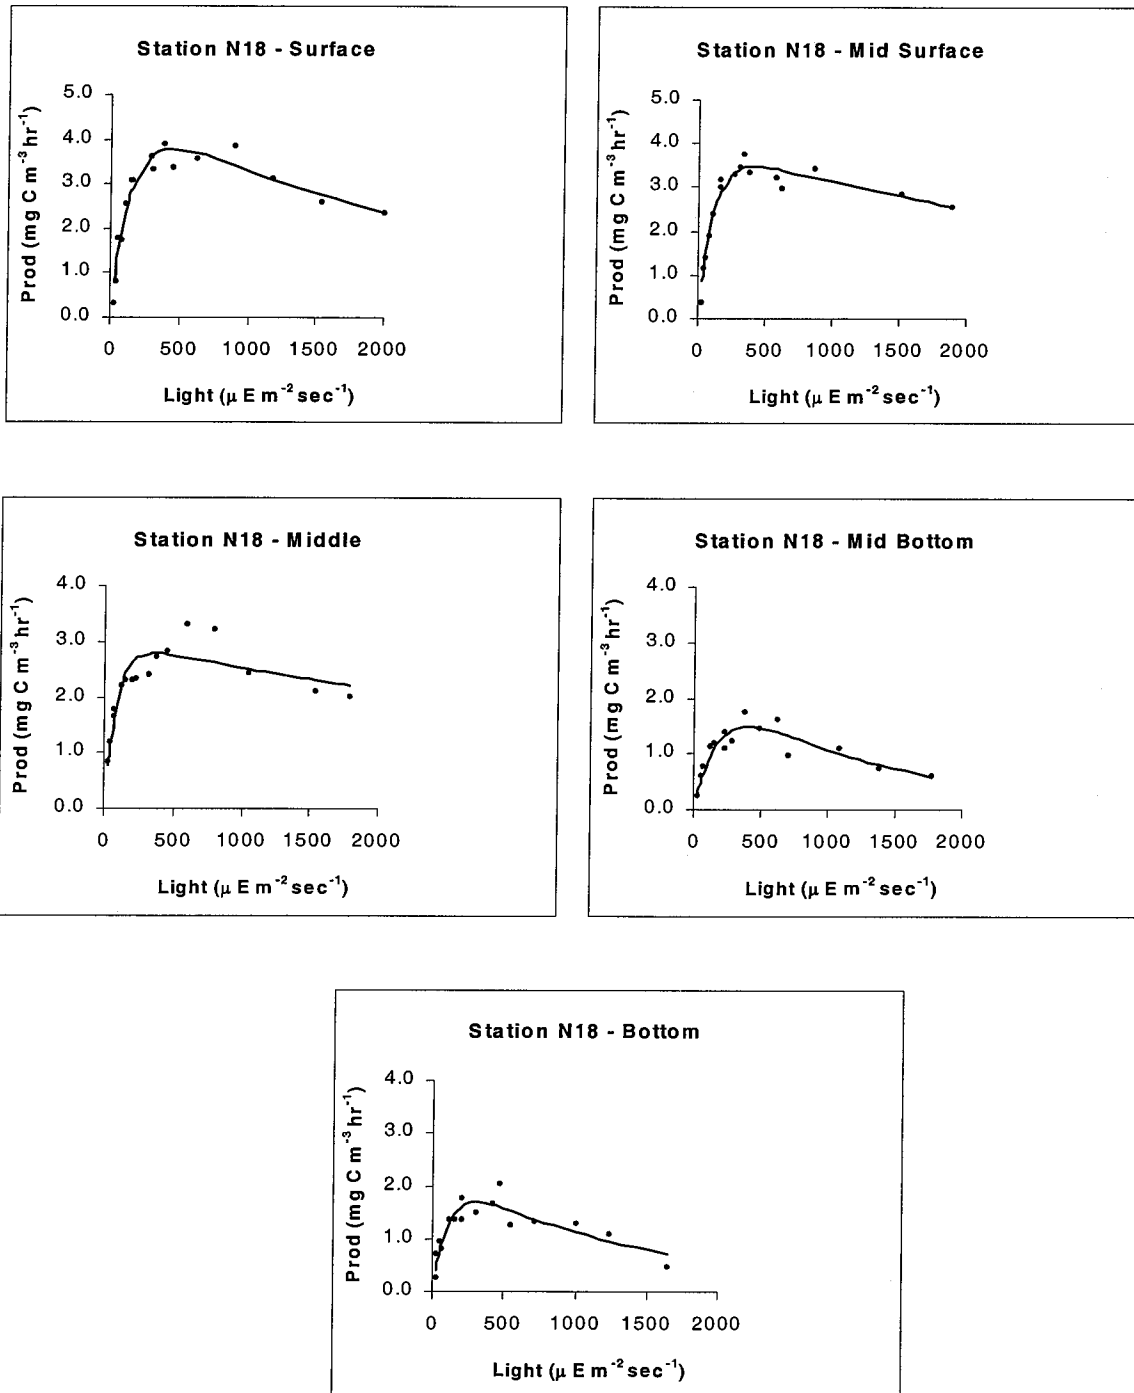 Station N18 - Surface
Prod (mg C m⁻³ hr⁻¹)
5.0
4.0
3.0
2.0
1.0
0.0
0 500 1000 1500 2000
Light (μ E m⁻² sec⁻¹)
Station N18 - Mid Surface
Prod (mg C m⁻³ hr⁻¹)
5.0
4.0
3.0
2.0
1.0
0.0
0 500 1000 1500 2000
Light (μ E m⁻² sec⁻¹)
Station N18 - Middle
Prod (mg C m⁻³ hr⁻¹)
4.0
3.0
2.0
1.0
0.0
0 500 1000 1500 2000
Light (μ E m⁻² sec⁻¹)
Station N18 - Mid Bottom
Prod (mg C m⁻³ hr⁻¹)
4.0
3.0
2.0
1.0
0.0
0 500 1000 1500 2000
Light (μ E m⁻² sec⁻¹)
Station N18 - Bottom
Prod (mg C m⁻³ hr⁻¹)
4.0
3.0
2.0
1.0
0.0
0 500 1000 1500 2000
Light (μ E m⁻² sec⁻¹)